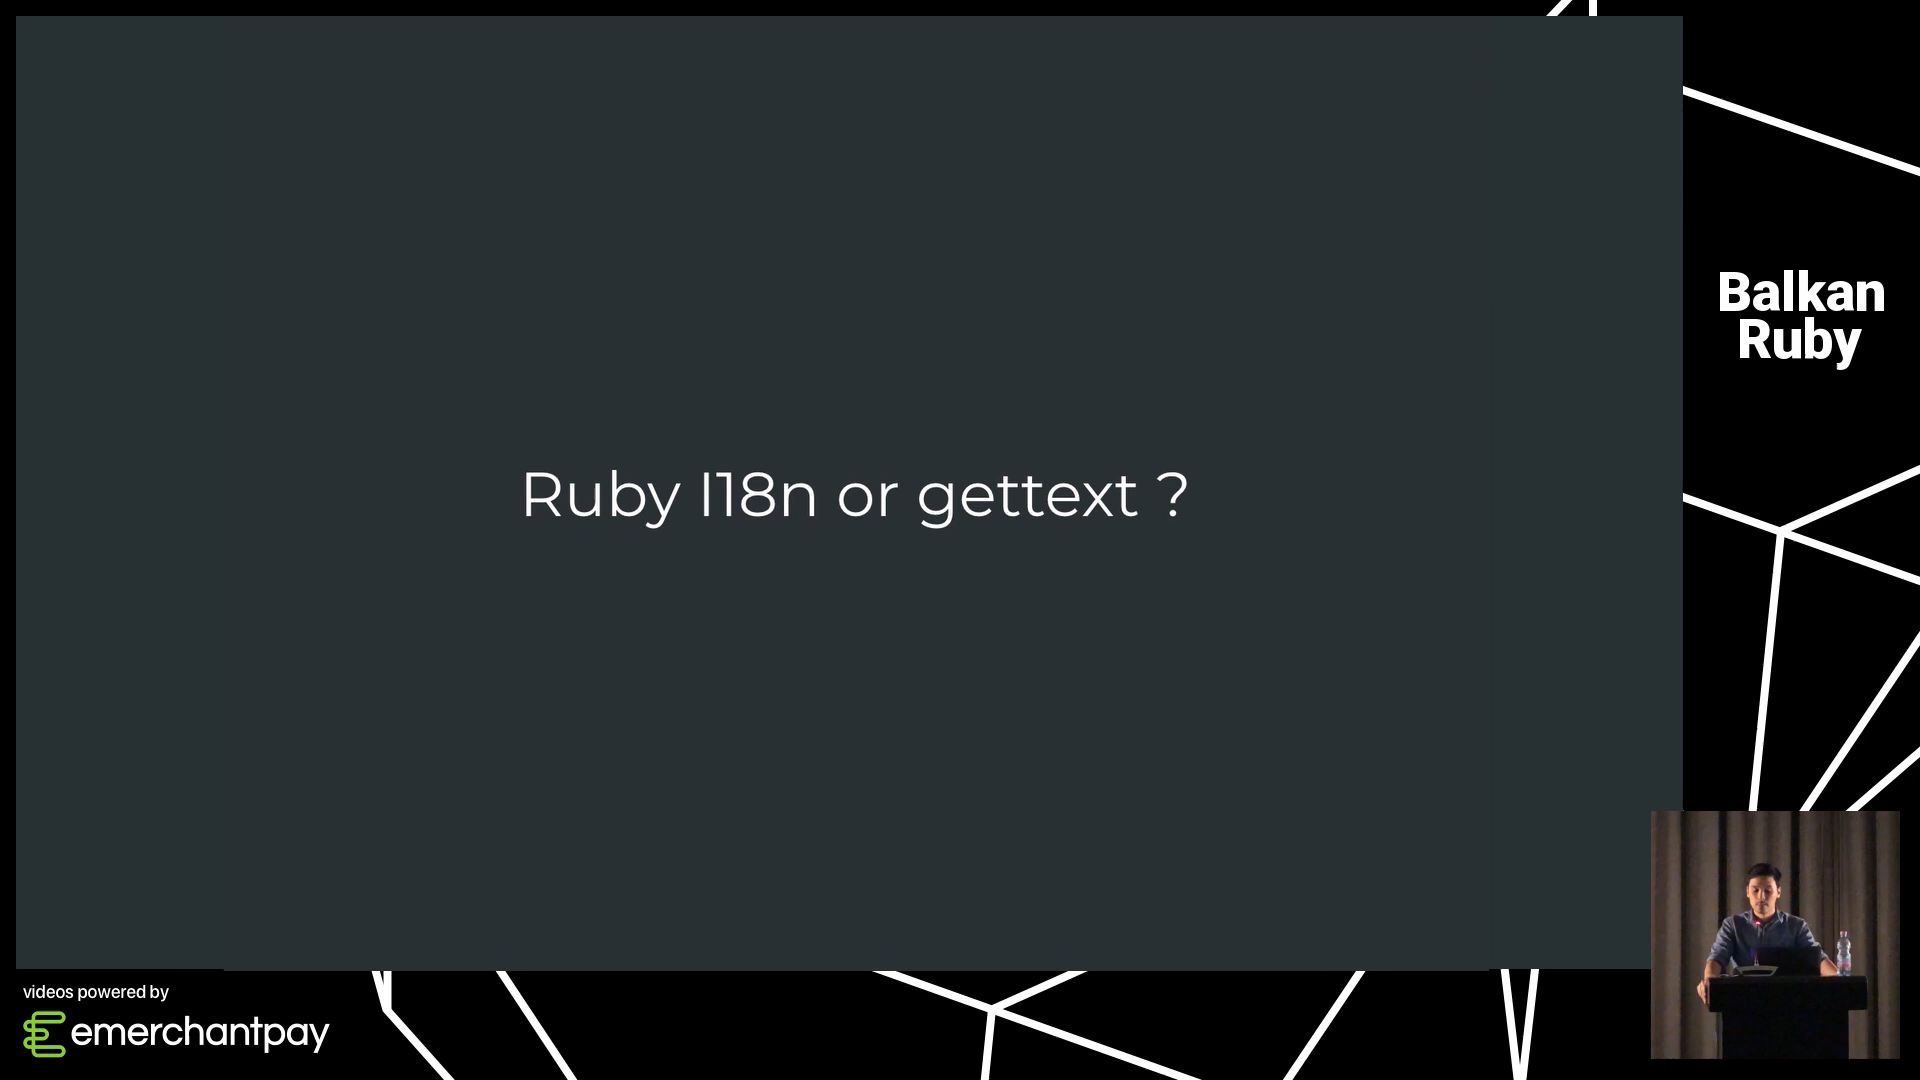 Ruby I18n or gettext ?
Balkan
Ruby
videos powered by
emerchantpay